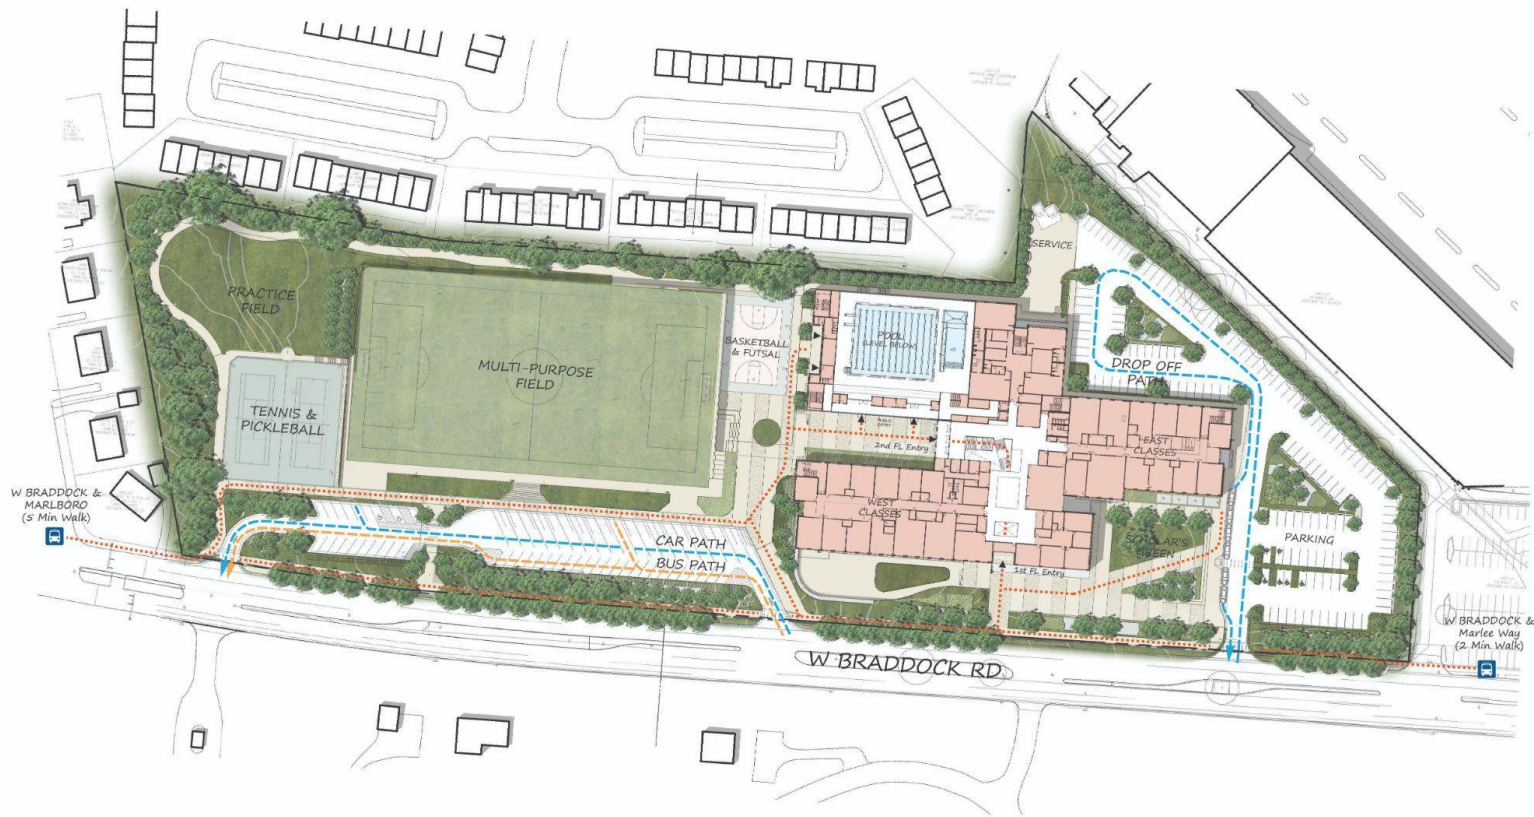 SERVICE
PRACTICE
FIELD
MULTI-PURPOSE
FIELD
BASKETBALL
& FUTSAL
POOL
(LEVEL BELOW)
DROP OFF
PATH
TENNIS &
PICKLEBALL
PUBLIC
ENTRY
2nd FL Entry
EAST
CLASSES
W BRADDOCK &
MARLBORO
(5 Min Walk)
WEST
CLASSES
CAR PATH
BUS PATH
SCHOLAR'S
GREEN
PARKING
1st FL Entry
W BRADDOCK &
Marlee Way
(2 Min Walk)
W BRADDOCK RD